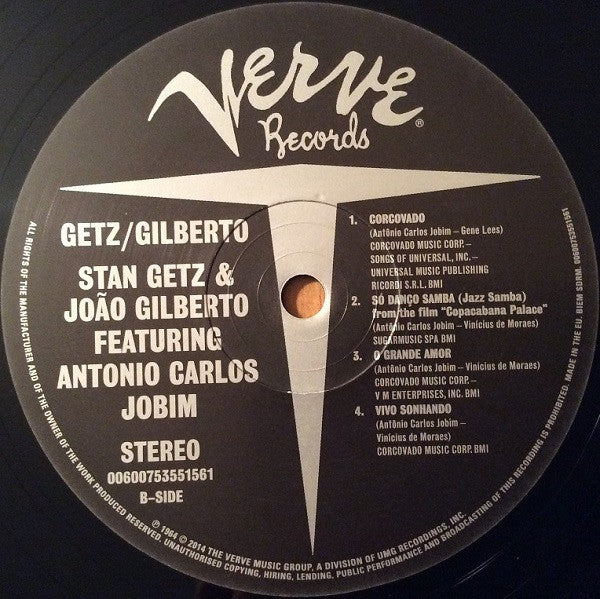 VERVE
Records®
GETZ/GILBERTO
STAN GETZ &
JOÃO GILBERTO
FEATURING
ANTONIO CARLOS
JOBIM
STEREO
00600753551561
B-SIDE
1. CORCOVADO
(Antônio Carlos Jobim – Gene Lees)
CORCOVADO MUSIC CORP. –
SONGS OF UNIVERSAL, INC. –
UNIVERSAL MUSIC PUBLISHING
RICORDI S.R.L. BMI
2. SÓ DANÇO SAMBA (Jazz Samba)
from the film "Copacabana Palace"
(Antônio Carlos Jobim – Vinicius de Moraes)
SUGARMUSIC SPA BMI
3. O GRANDE AMOR
(Antônio Carlos Jobim – Vinicius de Moraes)
CORCOVADO MUSIC CORP. –
V M ENTERPRISES, INC. BMI
4. VIVO SONHANDO
(Antônio Carlos Jobim –
Vinicius de Moraes)
CORCOVADO MUSIC CORP. BMI
℗ 1964 © 2014 THE VERVE MUSIC GROUP, A DIVISION OF UMG RECORDINGS, INC.
ALL RIGHTS OF THE MANUFACTURER AND OF THE OWNER OF THE WORK PRODUCED RESERVED. UNAUTHORISED COPYING, HIRING, LENDING, PUBLIC PERFORMANCE AND BROADCASTING OF THIS RECORDING PROHIBITED. MADE IN THE EU. BIEM SDRM. 00600753551561